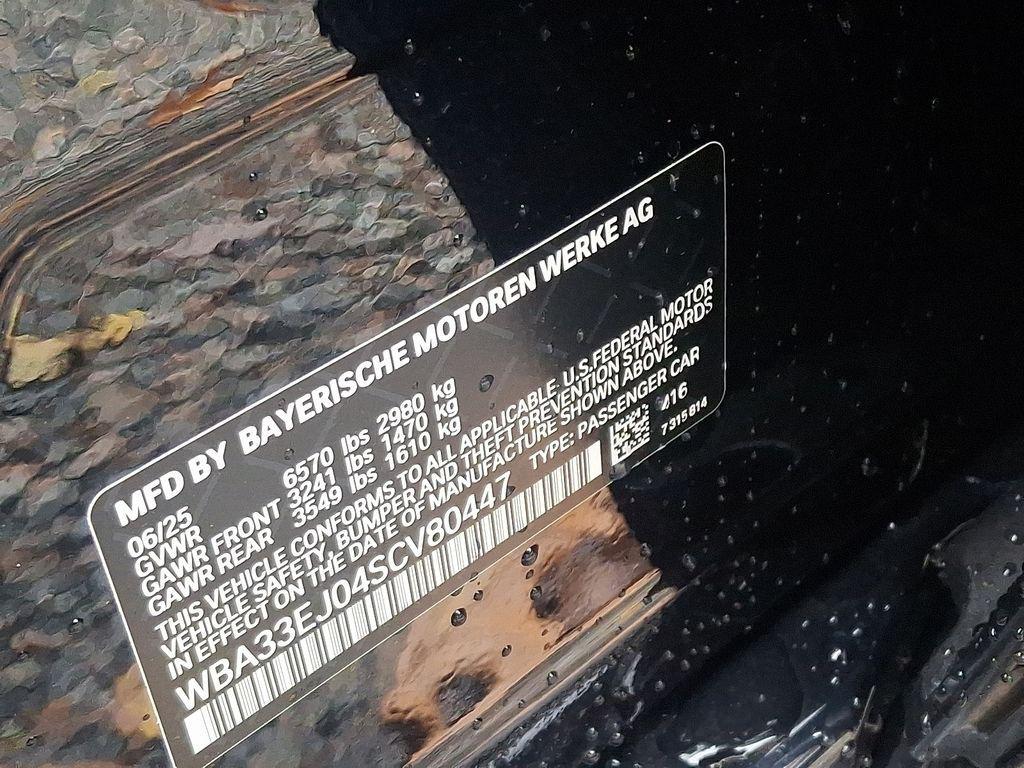 MFD BY BAYERISCHE MOTOREN WERKE AG
06/25
GVWR 6570 lbs 2980 kg
GAWR FRONT 3241 lbs 1470 kg
GAWR REAR 3549 lbs 1610 kg
THIS VEHICLE CONFORMS TO ALL APPLICABLE U.S.FEDERAL MOTOR
VEHICLE SAFETY, BUMPER AND THEFT PREVENTION STANDARDS
IN EFFECT ON THE DATE OF MANUFACTURE SHOWN ABOVE.
WBA33EJ04SCV80447 TYPE: PASSENGER CAR
416
7315814